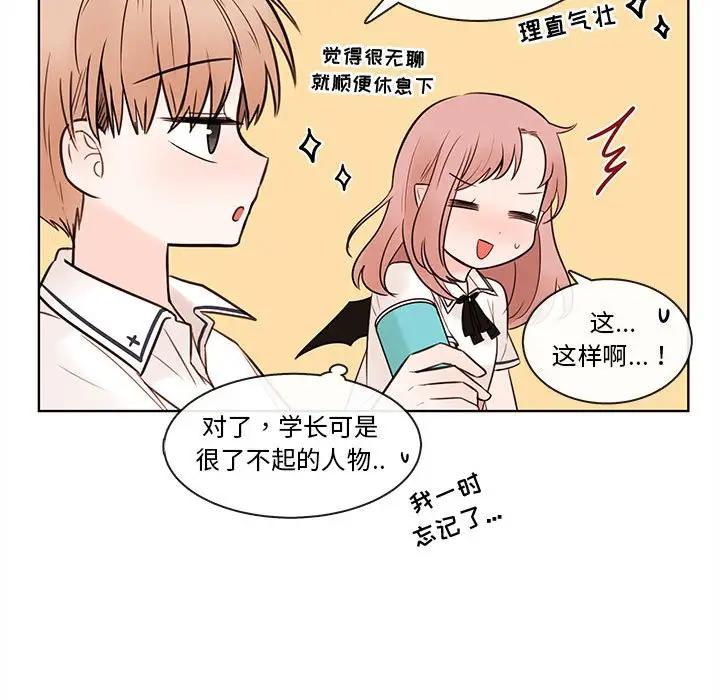 理直气壮
觉得很无聊
就顺便休息下
这...
这样啊...！
对了，学长可是
很了不起的人物..
我一时
忘记了...